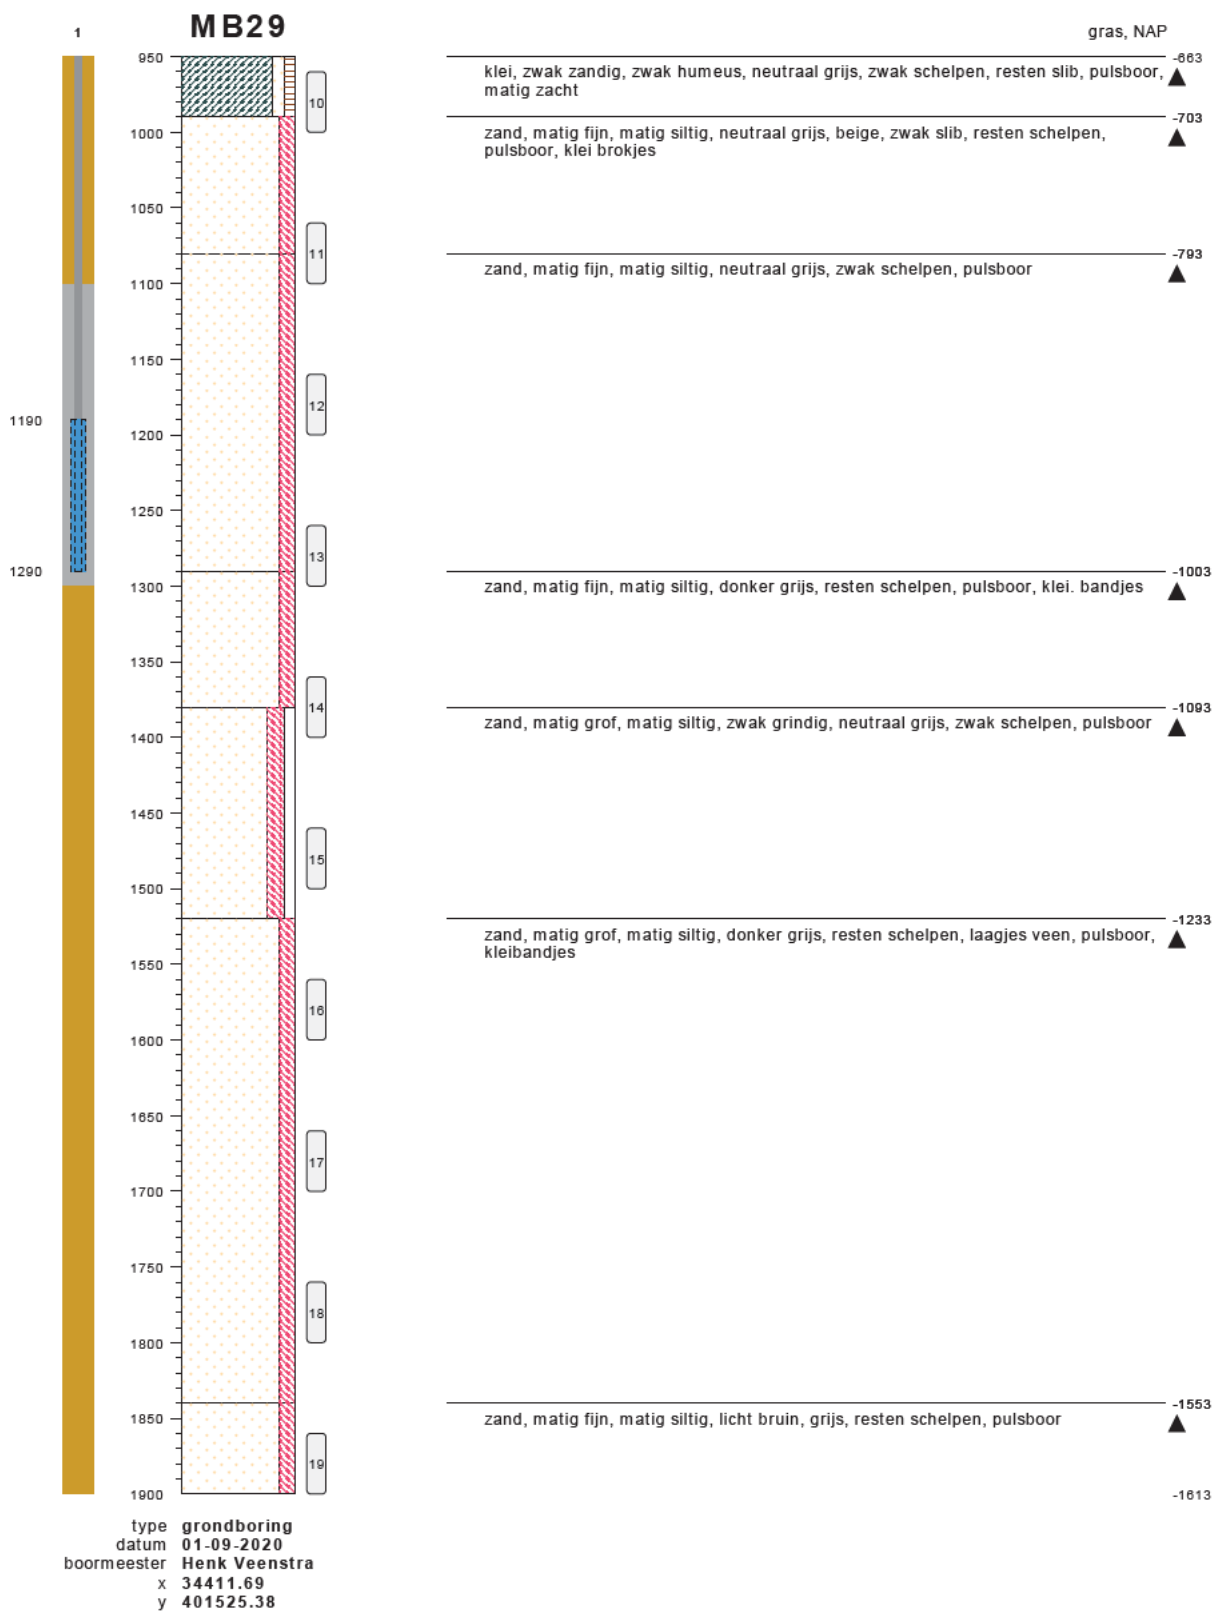 1
MB29
gras, NAP
950
-663
klei, zwak zandig, zwak humeus, neutraal grijs, zwak schelpen, resten slib, pulsboor,
matig zacht
10
1000
-703
zand, matig fijn, matig siltig, neutraal grijs, beige, zwak slib, resten schelpen,
pulsboor, klei brokjes
1050
11
-793
zand, matig fijn, matig siltig, neutraal grijs, zwak schelpen, pulsboor
1100
1150
12
1190
1200
1250
13
1290
-1003
zand, matig fijn, matig siltig, donker grijs, resten schelpen, pulsboor, klei. bandjes
1300
1350
14
-1093
zand, matig grof, matig siltig, zwak grindig, neutraal grijs, zwak schelpen, pulsboor
1400
1450
15
1500
-1233
zand, matig grof, matig siltig, donker grijs, resten schelpen, laagjes veen, pulsboor,
kleibandjes
1550
16
1600
1650
17
1700
1750
18
1800
-1553
zand, matig fijn, matig siltig, licht bruin, grijs, resten schelpen, pulsboor
1850
19
1900
-1613
type grondboring
datum 01-09-2020
boormeester Henk Veenstra
x 34411.69
y 401525.38